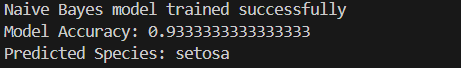 Naive Bayes model trained successfully
Model Accuracy: 0.9333333333333333
Predicted Species: setosa